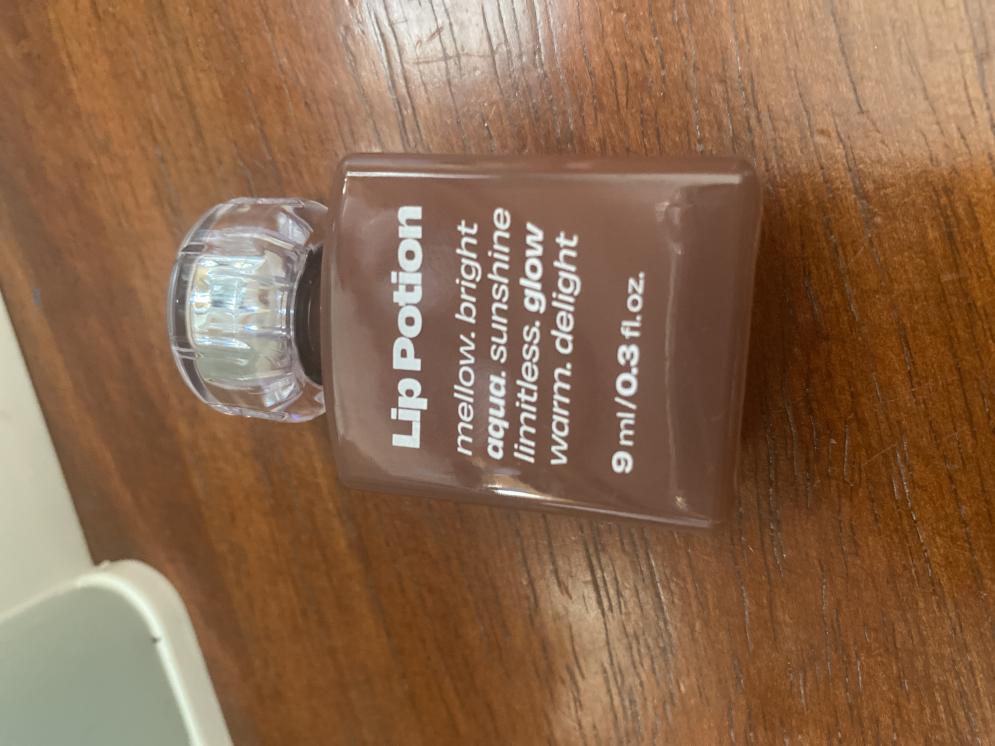 Lip Potion
mellow. bright
aqua. sunshine
limitless. glow
warm. delight
9 ml/0.3 fl. oz.